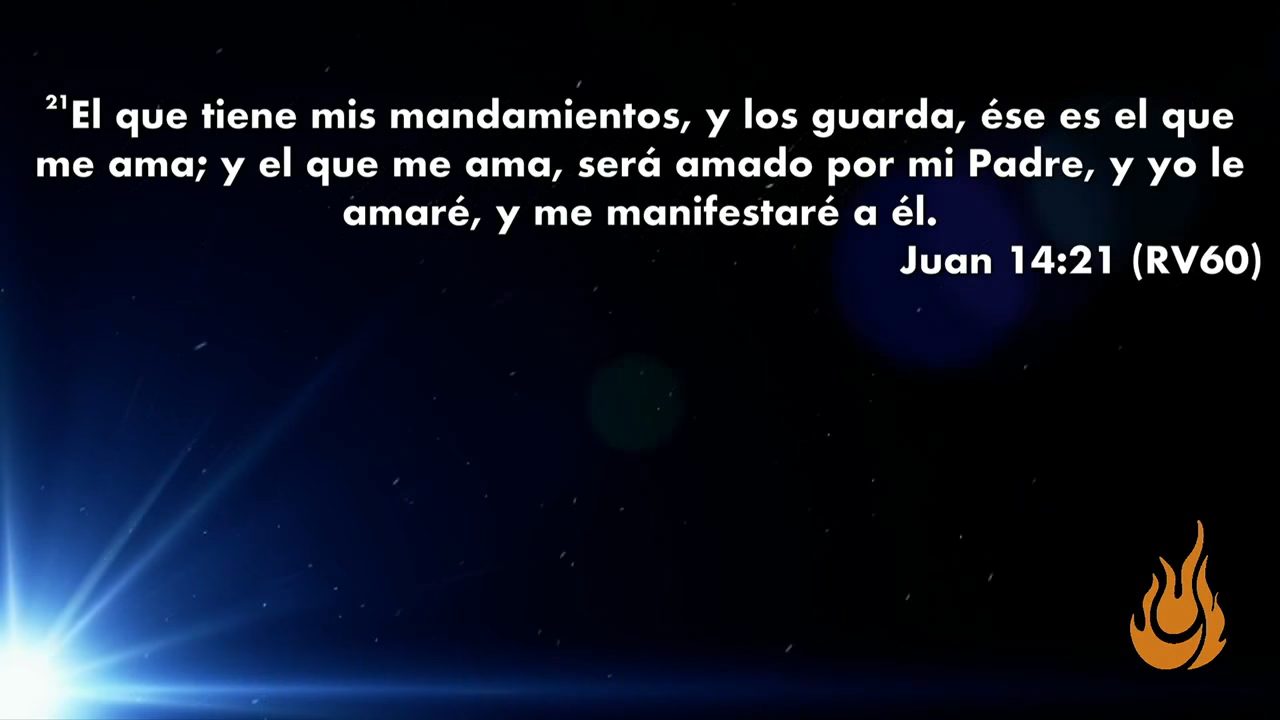 ²¹El que tiene mis mandamientos, y los guarda, ése es el que
me ama; y el que me ama, será amado por mi Padre, y yo le
amaré, y me manifestaré a él.
Juan 14:21 (RV60)